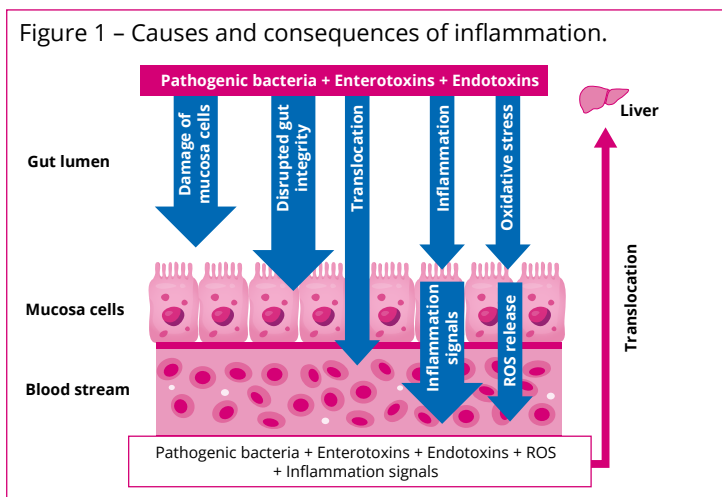 Figure 1 – Causes and consequences of inflammation.
Pathogenic bacteria + Enterotoxins + Endotoxins
Liver
Gut lumen
Damage of
mucosa cells
Disrupted gut
integrity
Translocation
Inflammation
Oxidative stress
Mucosa cells
Inflammation
signals
ROS release
Translocation
Blood stream
Pathogenic bacteria + Enterotoxins + Endotoxins + ROS
+ Inflammation signals